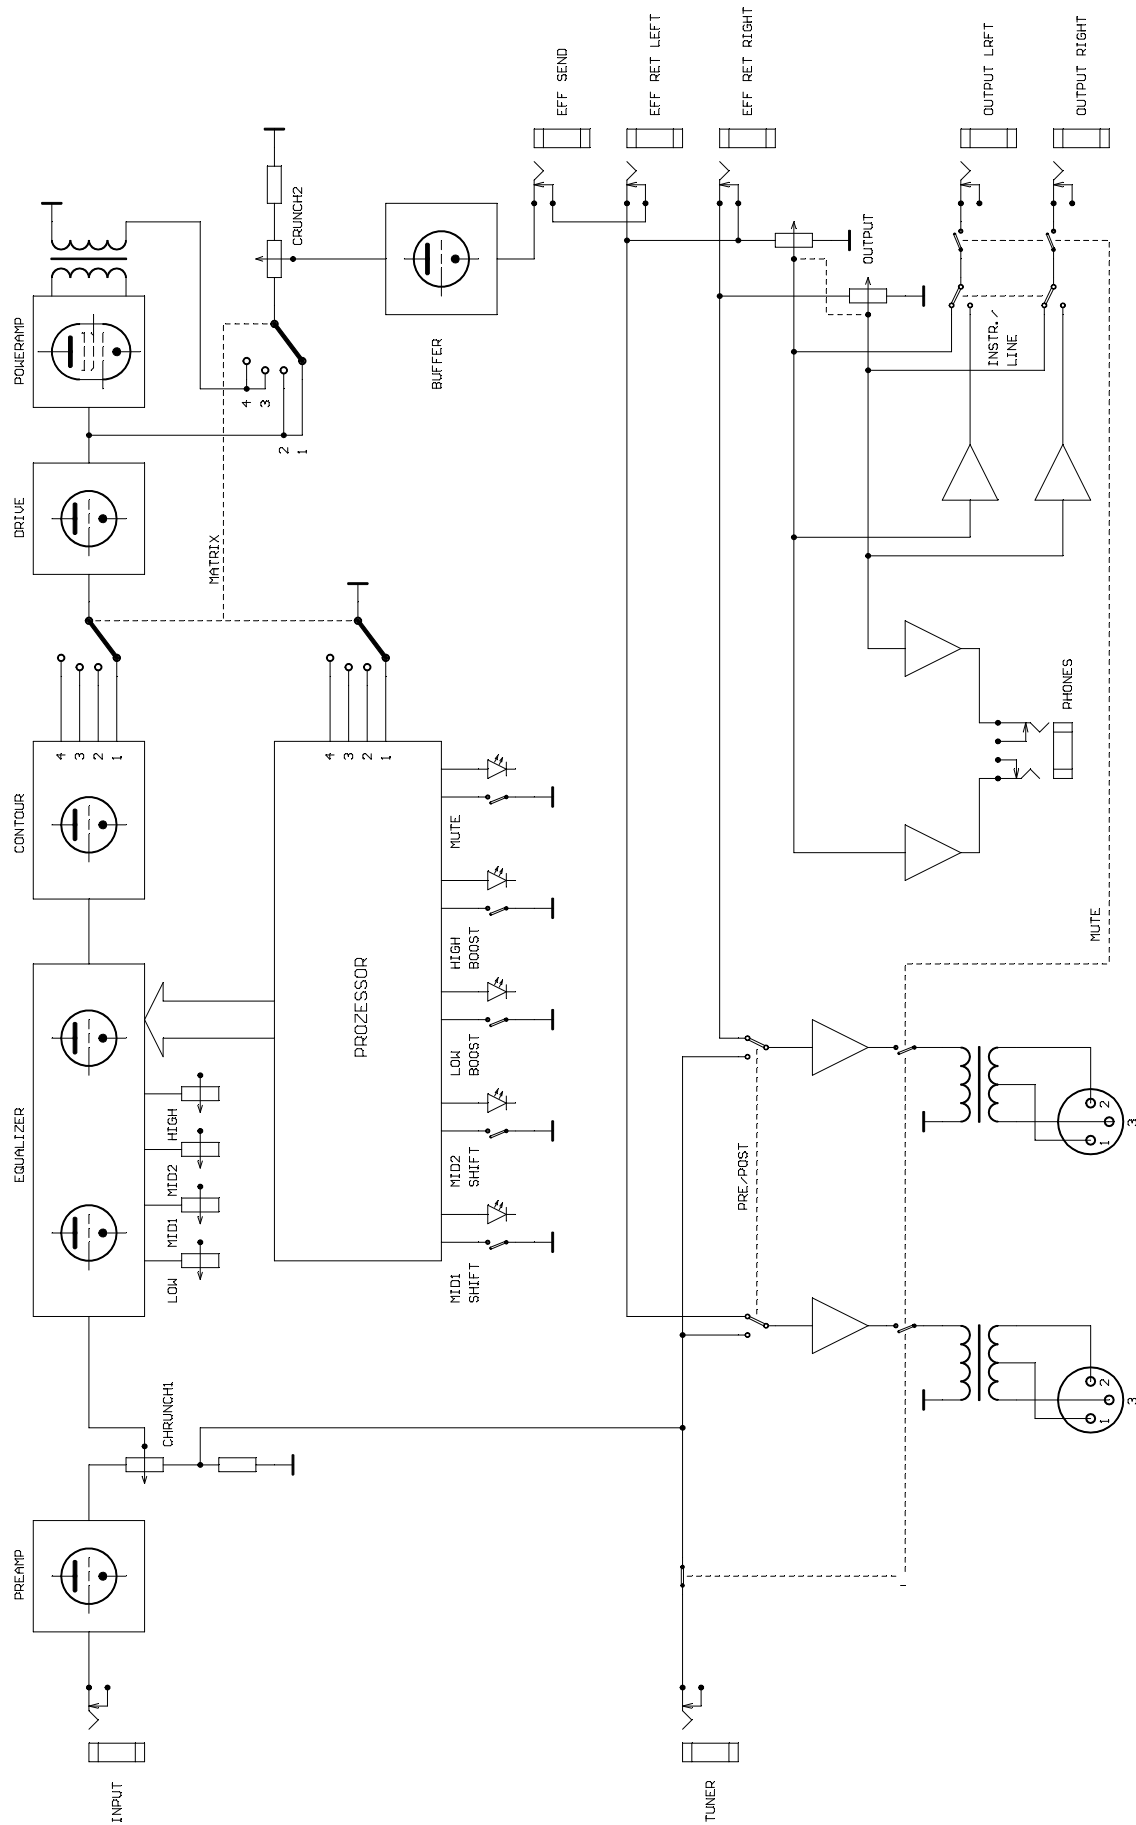 INPUT
PREAMP
CHRUNCH1
EQUALIZER
LOW
MID1
MID2
HIGH
CONTOUR
4
3
2
1
DRIVE
POWERAMP
MATRIX
4
3
2
1
CRUNCH2
BUFFER
PROZESSOR
4
3
2
1
MID1
SHIFT
MID2
SHIFT
LOW
BOOST
HIGH
BOOST
MUTE
EFF SEND
EFF RET LEFT
EFF RET RIGHT
TUNER
PRE/POST
OUTPUT
INSTR./
LINE
OUTPUT LRFT
OUTPUT RIGHT
PHONES
MUTE
1
2
3
1
2
3